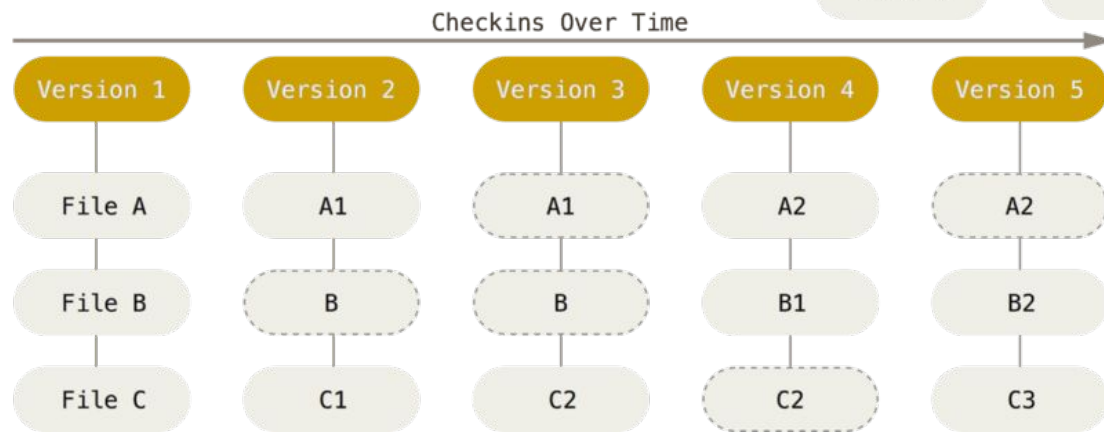 Checkins Over Time
Version 1 Version 2 Version 3 Version 4 Version 5
File A A1 A1 A2 A2
File B B B B1 B2
File C C1 C2 C2 C3